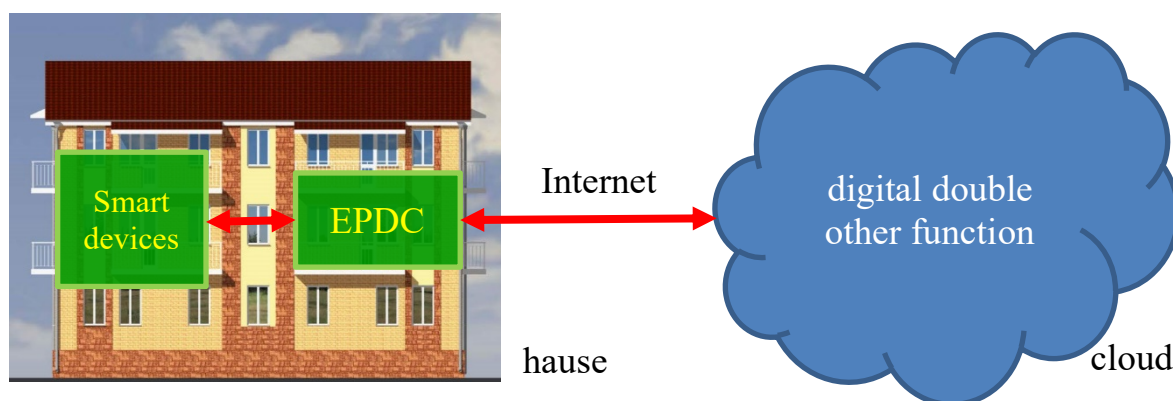 Smart
devices
EPDC
Internet
digital double
other function
hause
cloud